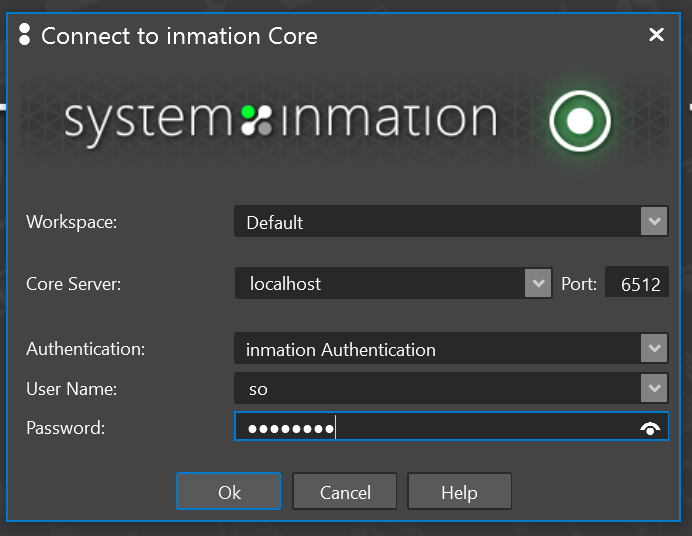 Connect to inmation Core
system inmation
Workspace: Default
Core Server: localhost Port: 6512
Authentication: inmation Authentication
User Name: so
Password: ●●●●●●●●
Ok Cancel Help